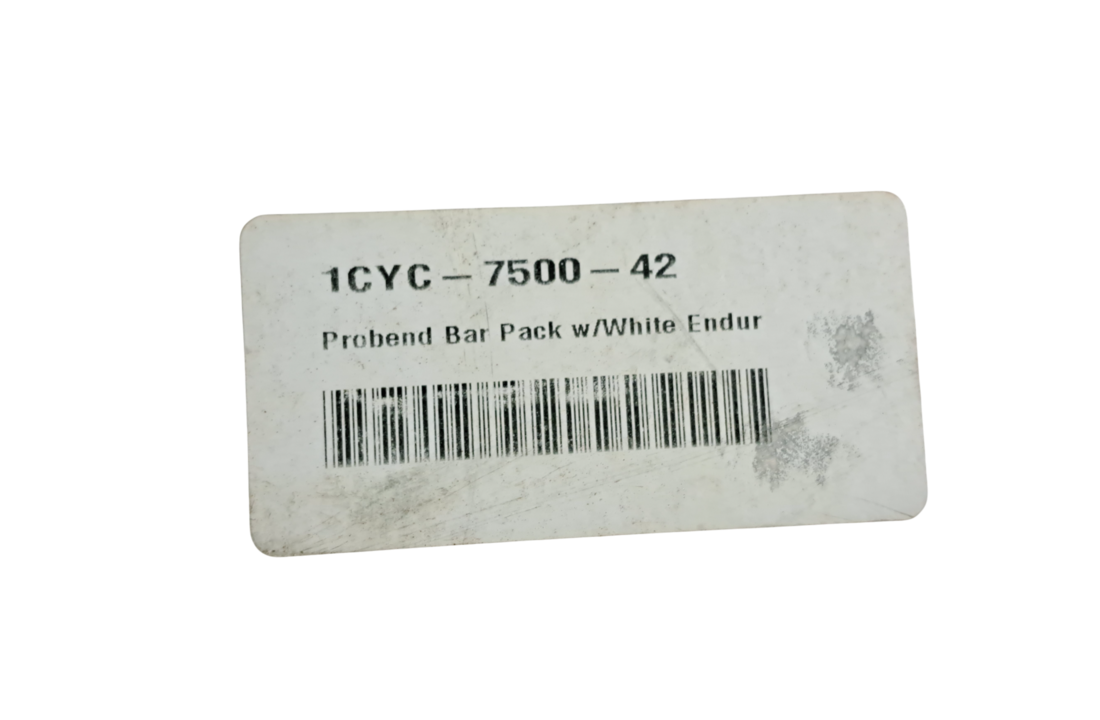 1CYC - 7500 - 42
Probend Bar Pack w/White Endur